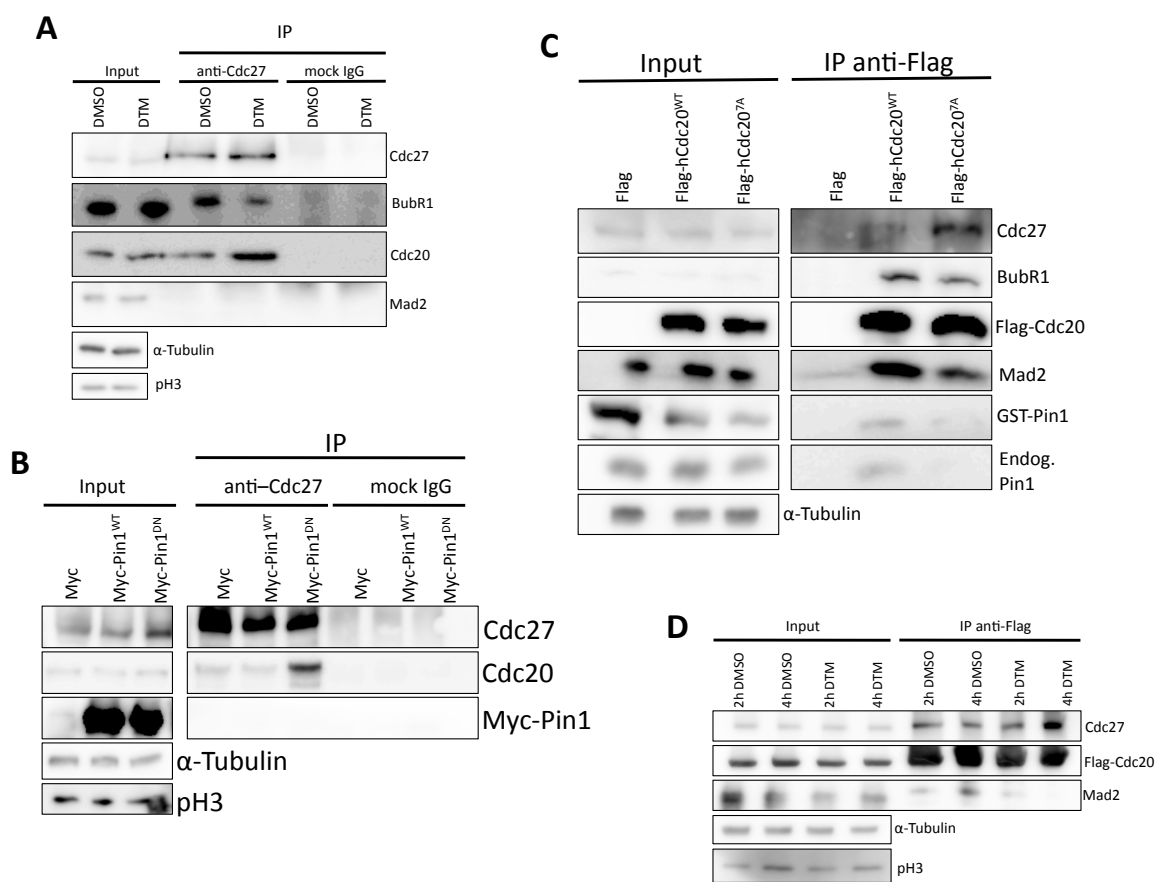 A
IP
Input
anti-Cdc27
mock IgG
DMSO
DTM
DMSO
DTM
DMSO
DTM
Cdc27
BubR1
Cdc20
Mad2
α-Tubulin
pH3
B
IP
Input
anti–Cdc27
mock IgG
Myc
Myc-Pin1WT
Myc-Pin1DN
Myc
Myc-Pin1WT
Myc-Pin1DN
Myc
Myc-Pin1WT
Myc-Pin1DN
Cdc27
Cdc20
Myc-Pin1
α-Tubulin
pH3
C
Input
IP anti-Flag
Flag
Flag-hCdc20WT
Flag-hCdc207A
Flag
Flag-hCdc20WT
Flag-hCdc207A
Cdc27
BubR1
Flag-Cdc20
Mad2
GST-Pin1
Endog.
Pin1
α-Tubulin
D
Input
IP anti-Flag
2h DMSO
4h DMSO
2h DTM
4h DTM
2h DMSO
4h DMSO
2h DTM
4h DTM
Cdc27
Flag-Cdc20
Mad2
α-Tubulin
pH3